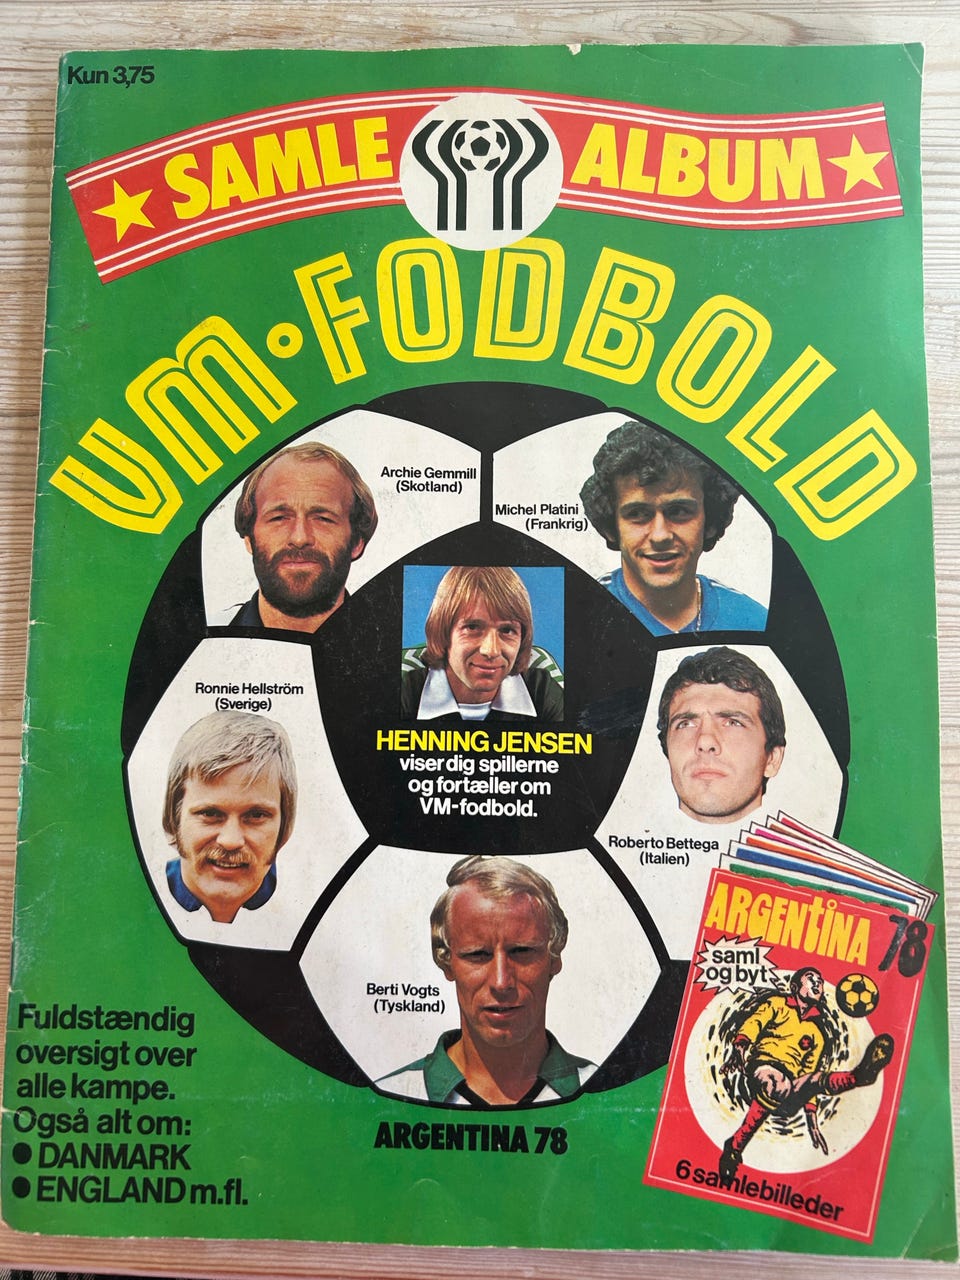 Kun 3,75
SAMLE ALBUM
VM·FODBOLD
Archie Gemmill
(Skotland)
Michel Platini
(Frankrig)
Ronnie Hellström
(Sverige)
HENNING JENSEN
viser dig spillerne
og fortæller om
VM-fodbold.
Roberto Bettega
(Italien)
Berti Vogts
(Tyskland)
ARGENTINA 78
saml
og byt
6 samlebilleder
Fuldstændig
oversigt over
alle kampe.
Også alt om:
● DANMARK
● ENGLAND m.fl.
ARGENTINA 78